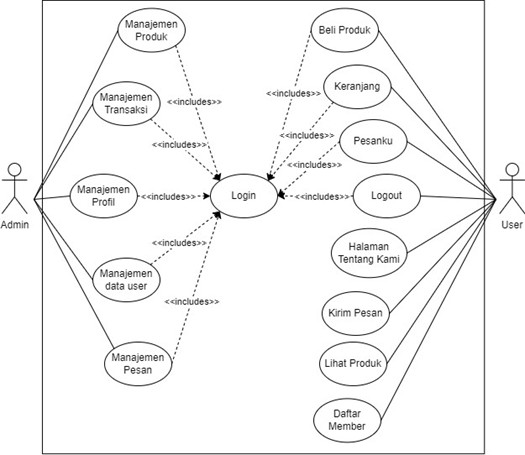 Manajemen
Produk
Beli Produk
Manajemen
Transaksi
Keranjang
<<includes>>
<<includes>>
<<includes>>
<<includes>>
Pesanku
<<includes>>
<<includes>>
Admin
Manajemen
Profil
<<includes>>
Login
<<includes>>
Logout
User
<<includes>>
Halaman
Tentang Kami
Manajemen
data user
<<includes>>
Kirim Pesan
Manajemen
Pesan
Lihat Produk
Daftar
Member